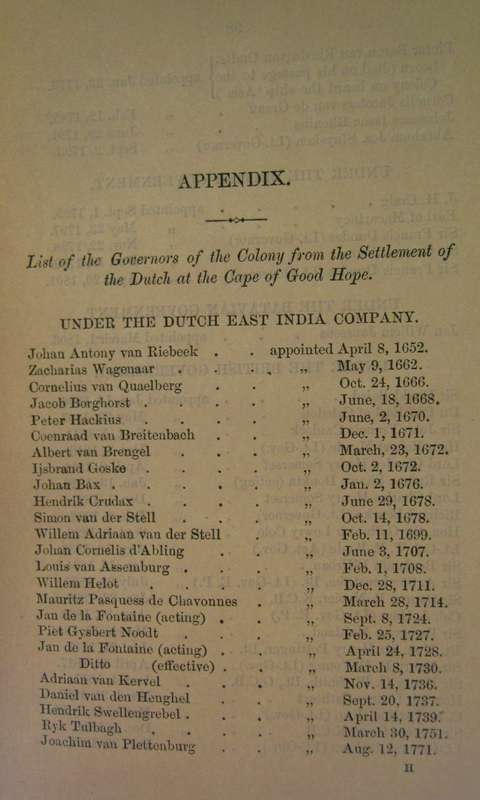 APPENDIX.
List of the Governors of the Colony from the Settlement of
the Dutch at the Cape of Good Hope.
UNDER THE DUTCH EAST INDIA COMPANY.
Johan Antony van Riebeek . . appointed April 8, 1652.
Zacharias Wagenaar . . . „ May 9, 1662.
Cornelius van Quaelberg . . „ Oct. 24, 1666.
Jacob Borghorst . . . . „ June, 18, 1668.
Peter Hackius . . . . „ June, 2, 1670.
Coenraad van Breitenbach . . „ Dec. 1, 1671.
Albert van Brengel . . . „ March, 23, 1672.
Ijsbrand Goske . . . . „ Oct. 2, 1672.
Johan Bax . . . . . „ Jan. 2, 1676.
Hendrik Crudax . . . . „ June 29, 1678.
Simon van der Stell . . . „ Oct. 14, 1678.
Willem Adriaan van der Stell . „ Feb. 11, 1699.
Johan Cornelis d'Abling . . „ June 3, 1707.
Louis van Assemburg . . . „ Feb. 1, 1708.
Willem Helot . . . . „ Dec. 28, 1711.
Mauritz Pasquess de Chavonnes . „ March 28, 1714.
Jan de la Fontaine (acting) . . „ Sept. 8, 1724.
Piet Gysbert Noodt . . . „ Feb. 25, 1727.
Jan de la Fontaine (acting) . . „ April 24, 1728.
Ditto (effective) . . „ March 8, 1730.
Adriaan van Kervel . . . „ Nov. 14, 1736.
Daniel van den Henghel . . „ Sept. 20, 1737.
Hendrik Swellengrebel . . . „ April 14, 1739.
Ryk Tulbagh . . . . „ March 30, 1751.
Joachim van Plettenburg . . „ Aug. 12, 1771.
H